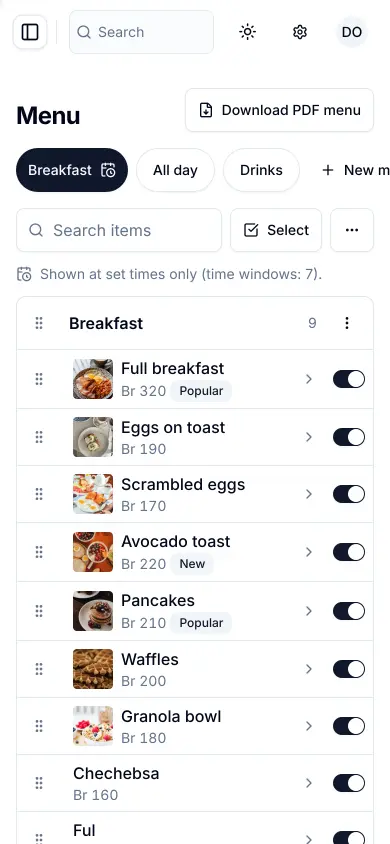 Search
DO
Menu
Download PDF menu
Breakfast
All day
Drinks
+ New m
Search items
Select
Shown at set times only (time windows: 7).
Breakfast
9
Full breakfast
Br 320 Popular
Eggs on toast
Br 190
Scrambled eggs
Br 170
Avocado toast
Br 220 New
Pancakes
Br 210 Popular
Waffles
Br 200
Granola bowl
Br 180
Chechebsa
Br 160
Ful